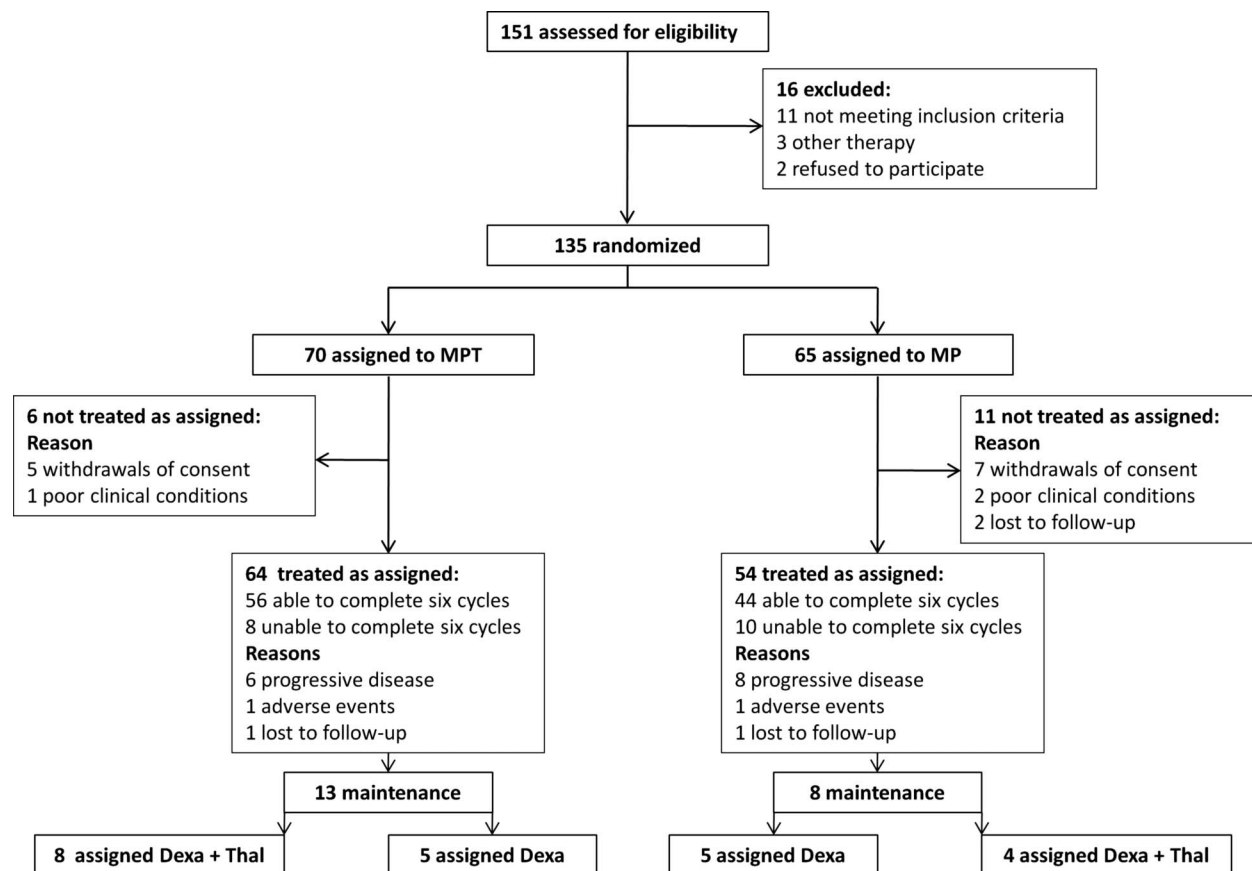 151 assessed for eligibility
16 excluded:
11 not meeting inclusion criteria
3 other therapy
2 refused to participate
135 randomized
70 assigned to MPT
65 assigned to MP
6 not treated as assigned:
Reason
5 withdrawals of consent
1 poor clinical conditions
11 not treated as assigned:
Reason
7 withdrawals of consent
2 poor clinical conditions
2 lost to follow-up
64 treated as assigned:
56 able to complete six cycles
8 unable to complete six cycles
Reasons
6 progressive disease
1 adverse events
1 lost to follow-up
54 treated as assigned:
44 able to complete six cycles
10 unable to complete six cycles
Reasons
8 progressive disease
1 adverse events
1 lost to follow-up
13 maintenance
8 maintenance
8 assigned Dexa + Thal
5 assigned Dexa
5 assigned Dexa
4 assigned Dexa + Thal